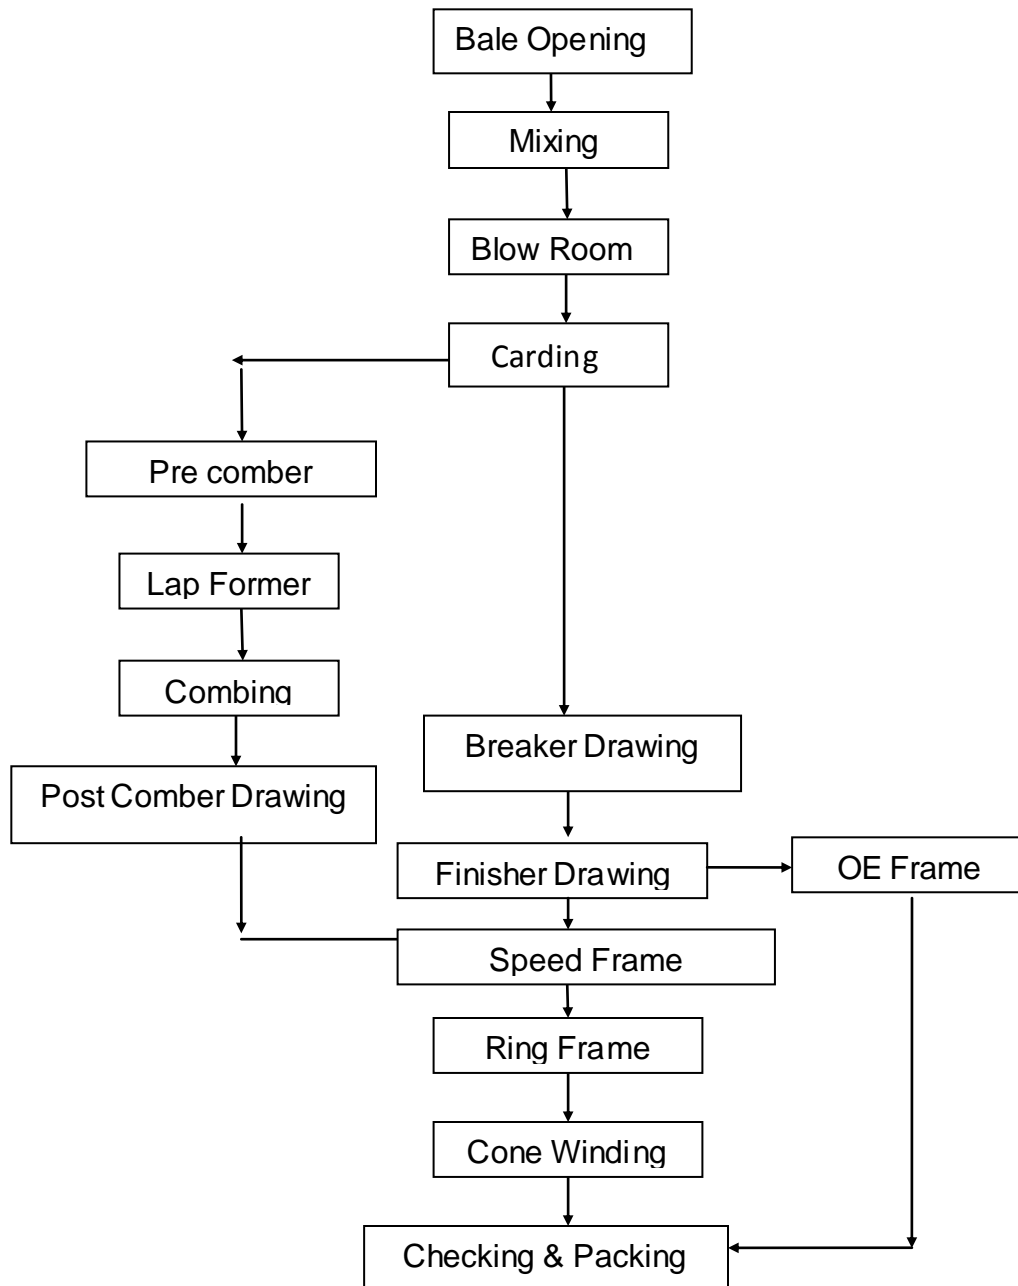 Bale Opening
Mixing
Blow Room
Carding
Pre comber
Lap Former
Combing
Post Comber Drawing
Breaker Drawing
Finisher Drawing
OE Frame
Speed Frame
Ring Frame
Cone Winding
Checking & Packing